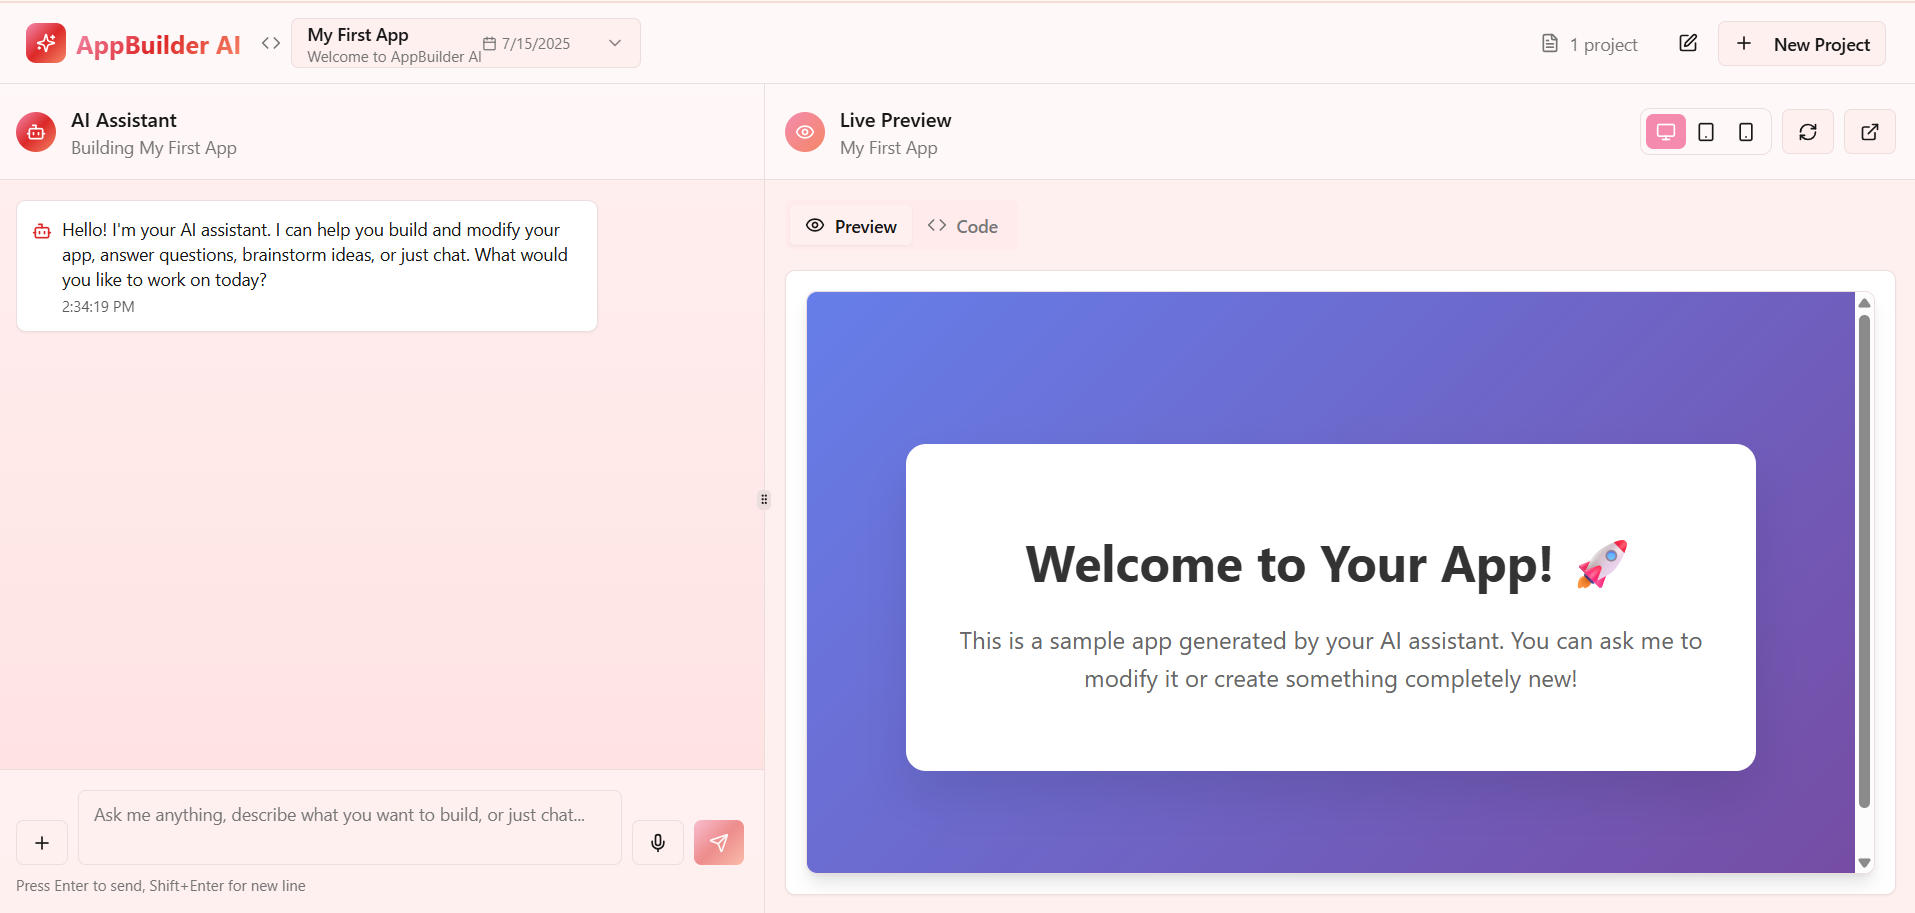 AppBuilder AI
My First App
Welcome to AppBuilder AI
7/15/2025
1 project
New Project
AI Assistant
Building My First App
Live Preview
My First App
Hello! I'm your AI assistant. I can help you build and modify your
app, answer questions, brainstorm ideas, or just chat. What would
you like to work on today?
2:34:19 PM
Preview
Code
Welcome to Your App! 🚀
This is a sample app generated by your AI assistant. You can ask me to
modify it or create something completely new!
Ask me anything, describe what you want to build, or just chat...
Press Enter to send, Shift+Enter for new line